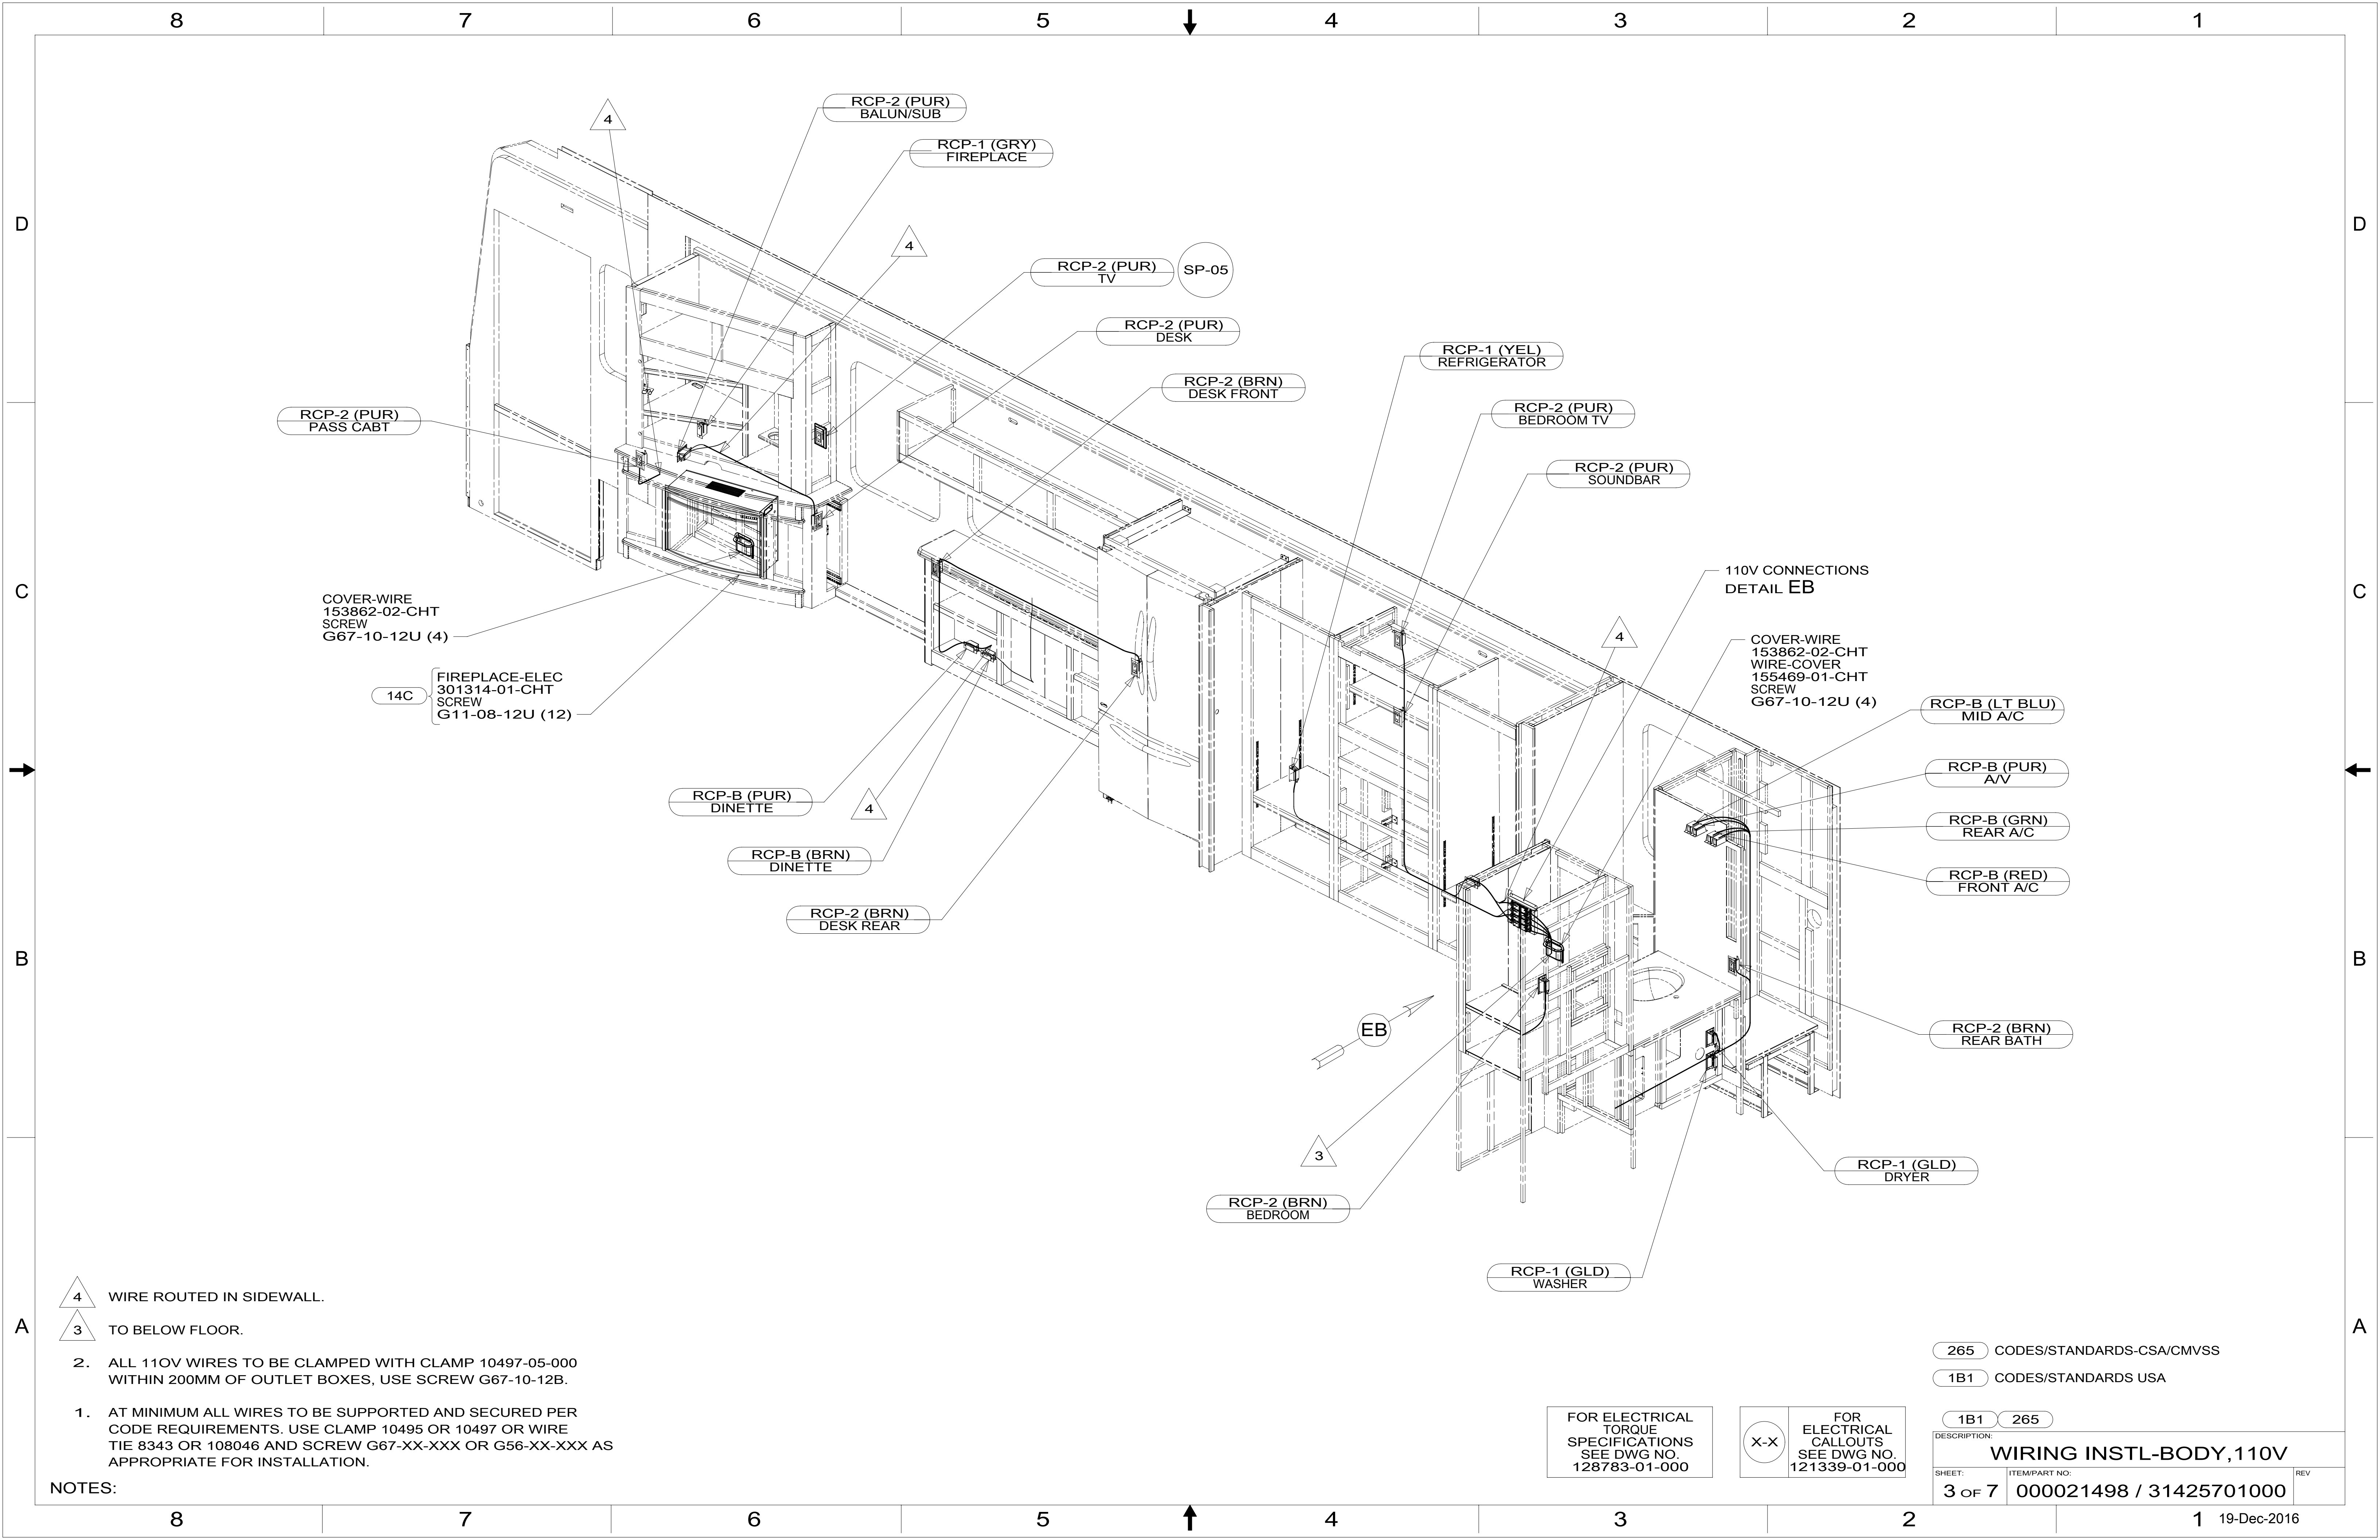 8 7 6 5 4 3 2 1
D
D
C
C
B
B
A
A
4
RCP-2 (PUR)
BALUN/SUB
RCP-1 (GRY)
FIREPLACE
4
RCP-2 (PUR)
TV
SP-05
RCP-2 (PUR)
DESK
RCP-2 (BRN)
DESK FRONT
RCP-1 (YEL)
REFRIGERATOR
RCP-2 (PUR)
BEDROOM TV
RCP-2 (PUR)
SOUNDBAR
RCP-2 (PUR)
PASS CABT
110V CONNECTIONS
DETAIL EB
COVER-WIRE
153862-02-CHT
SCREW
G67-10-12U (4)
4
COVER-WIRE
153862-02-CHT
WIRE-COVER
155469-01-CHT
SCREW
G67-10-12U (4)
14C
FIREPLACE-ELEC
301314-01-CHT
SCREW
G11-08-12U (12)
RCP-B (LT BLU)
MID A/C
RCP-B (PUR)
A/V
RCP-B (GRN)
REAR A/C
RCP-B (RED)
FRONT A/C
RCP-B (PUR)
DINETTE
4
RCP-B (BRN)
DINETTE
RCP-2 (BRN)
DESK REAR
EB
RCP-2 (BRN)
REAR BATH
3
RCP-1 (GLD)
DRYER
RCP-2 (BRN)
BEDROOM
RCP-1 (GLD)
WASHER
4 WIRE ROUTED IN SIDEWALL.
3 TO BELOW FLOOR.
2. ALL 11OV WIRES TO BE CLAMPED WITH CLAMP 10497-05-000
WITHIN 200MM OF OUTLET BOXES, USE SCREW G67-10-12B.
1. AT MINIMUM ALL WIRES TO BE SUPPORTED AND SECURED PER
CODE REQUIREMENTS. USE CLAMP 10495 OR 10497 OR WIRE
TIE 8343 OR 108046 AND SCREW G67-XX-XXX OR G56-XX-XXX AS
APPROPRIATE FOR INSTALLATION.
NOTES:
FOR ELECTRICAL
TORQUE
SPECIFICATIONS
SEE DWG NO.
128783-01-000
X-X
FOR
ELECTRICAL
CALLOUTS
SEE DWG NO.
121339-01-000
265 CODES/STANDARDS-CSA/CMVSS
1B1 CODES/STANDARDS USA
1B1 265
DESCRIPTION:
WIRING INSTL-BODY,110V
SHEET: ITEM/PART NO: REV
3 OF 7 000021498 / 31425701000
8 7 6 5 4 3 2 1
19-Dec-2016